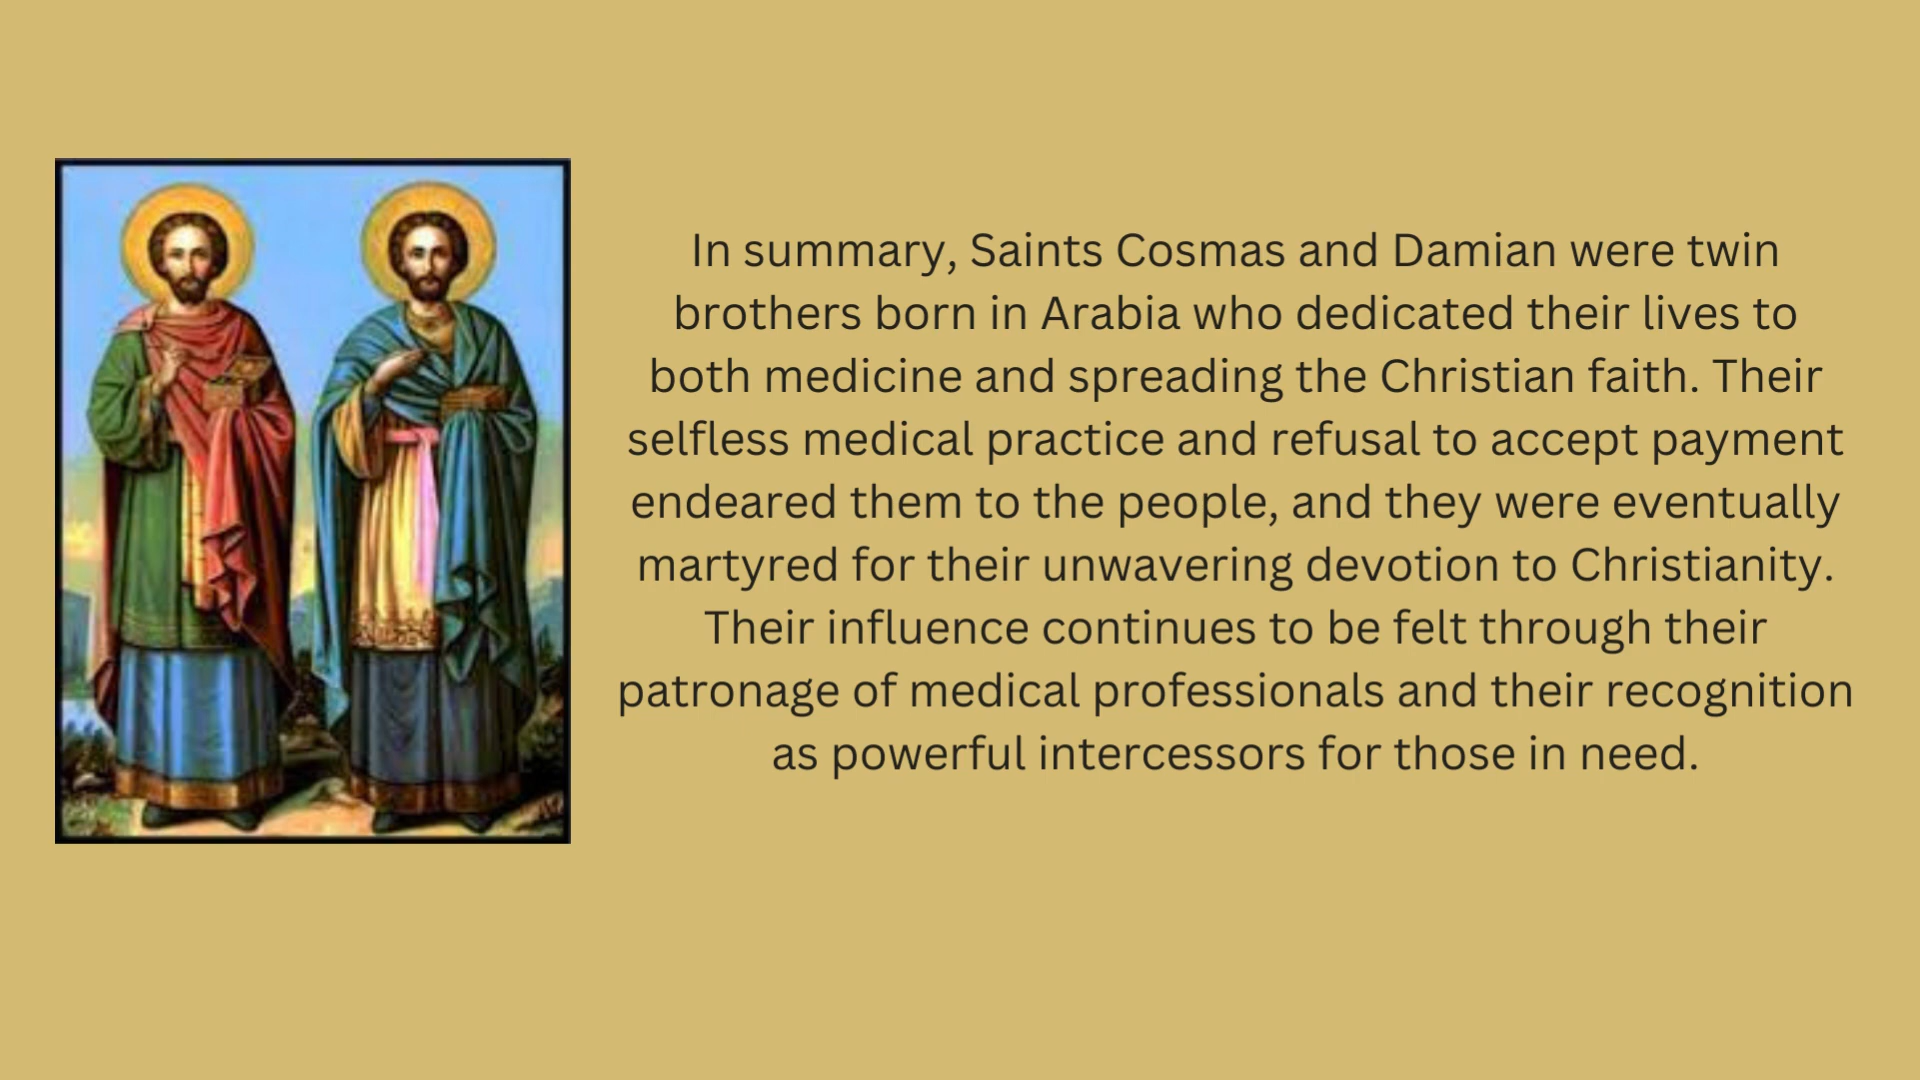 In summary, Saints Cosmas and Damian were twin
brothers born in Arabia who dedicated their lives to
both medicine and spreading the Christian faith. Their
selfless medical practice and refusal to accept payment
endeared them to the people, and they were eventually
martyred for their unwavering devotion to Christianity.
Their influence continues to be felt through their
patronage of medical professionals and their recognition
as powerful intercessors for those in need.